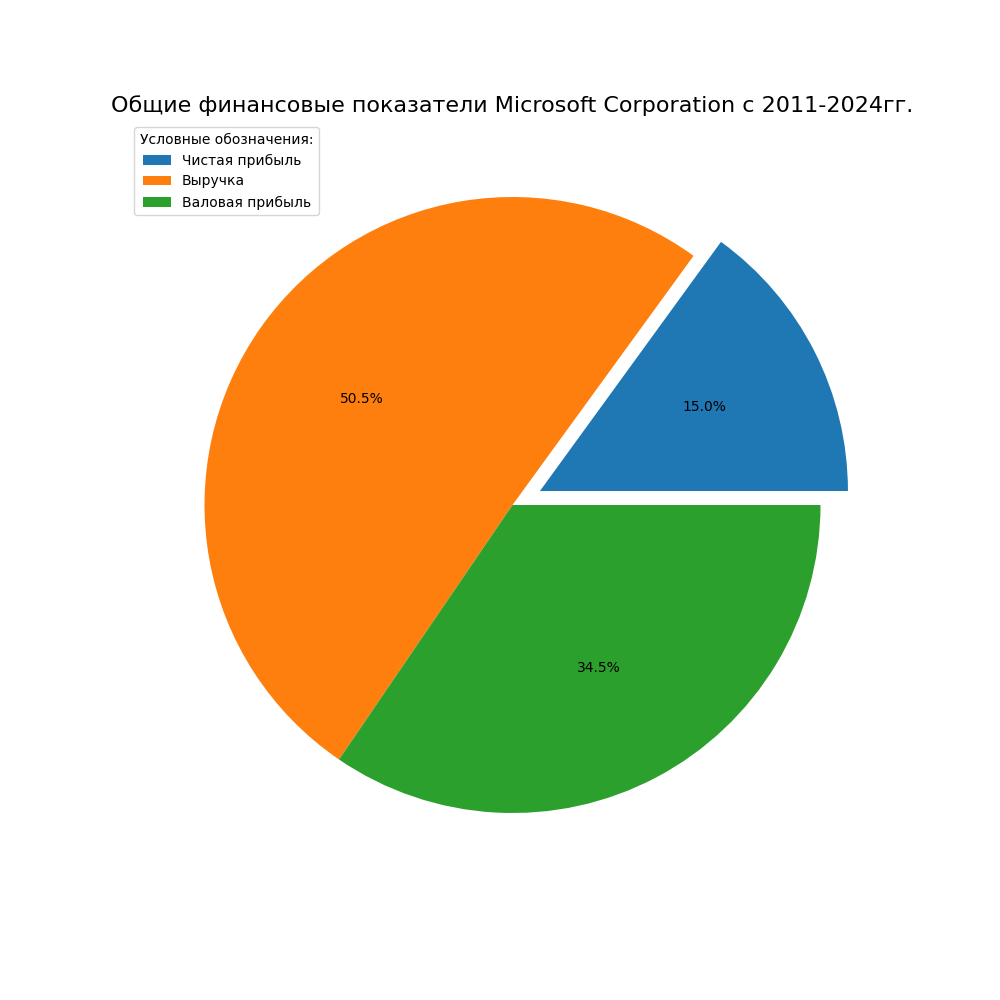 Общие финансовые показатели Microsoft Corporation с 2011-2024гг.
Условные обозначения:
Чистая прибыль
Выручка
Валовая прибыль
50.5%
15.0%
34.5%